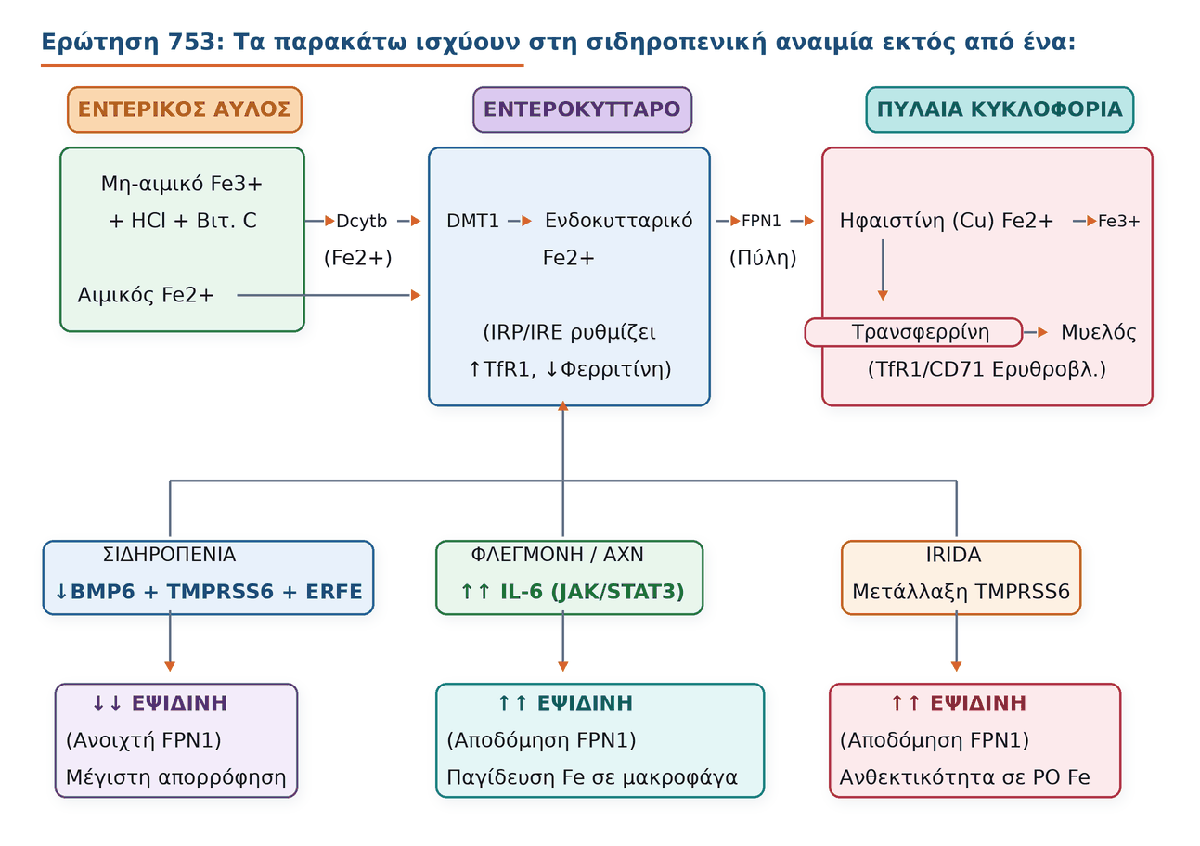 Ερώτηση 753: Τα παρακάτω ισχύουν στη σιδηροπενική αναιμία εκτός από ένα:
ΕΝΤΕΡΙΚΟΣ ΑΥΛΟΣ
ΕΝΤΕΡΟΚΥΤΤΑΡΟ
ΠΥΛΑΙΑ ΚΥΚΛΟΦΟΡΙΑ
Μη-αιμικό Fe3+
+ HCl + Βιτ. C
Αιμικός Fe2+
Dcytb
(Fe2+)
DMT1
Ενδοκυτταρικό
Fe2+
(IRP/IRE ρυθμίζει
↑TfR1, ↓Φερριτίνη)
FPN1
(Πύλη)
Ηφαιστίνη (Cu) Fe2+
Fe3+
Τρανσφερρίνη
Μυελός
(TfR1/CD71 Ερυθροβλ.)
ΣΙΔΗΡΟΠΕΝΙΑ
↓BMP6 + TMPRSS6 + ERFE
ΦΛΕΓΜΟΝΗ / ΑΧΝ
↑↑ IL-6 (JAK/STAT3)
IRIDA
Μετάλλαξη TMPRSS6
↓↓ ΕΨΙΔΙΝΗ
(Ανοιχτή FPN1)
Μέγιστη απορρόφηση
↑↑ ΕΨΙΔΙΝΗ
(Αποδόμηση FPN1)
Παγίδευση Fe σε μακροφάγα
↑↑ ΕΨΙΔΙΝΗ
(Αποδόμηση FPN1)
Ανθεκτικότητα σε PO Fe